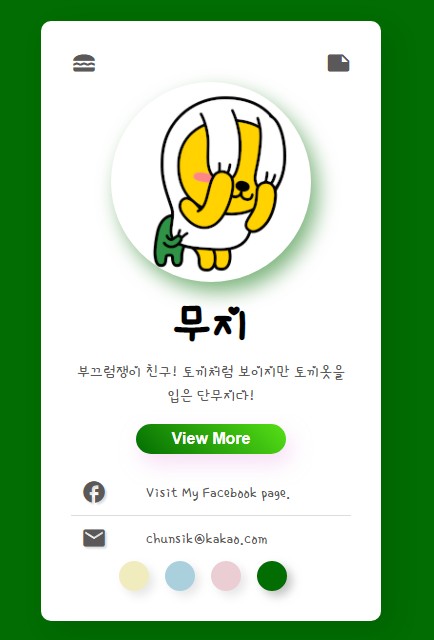 무지
부끄럼쟁이 친구! 토끼처럼 보이지만 토끼옷을
입은 단무지다!
View More
Visit My Facebook page.
chunsik@kakao.com